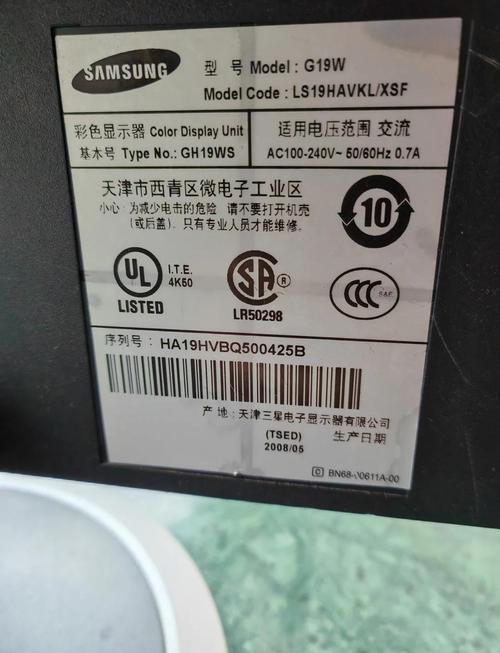 SAMSUNG
型 号 Model : G19W
Model Code : LS19HAVKL/XSF
彩色显示器 Color Display Unit
基本号 Type No.: GH19WS
适用电压范围 交流
AC100-240V~ 50/60Hz 0.7A
天津市西青区微电子工业区
小心: 为减少电击的危险 请不要打开机壳
(或后盖). 只有专业人员才能维修.
10
UL
LISTED
I.T.E.
4K60
SA
®
LR50298
CCC
S&E
序列号: HA19HVBQ500425B
产 地: 天津三星电子显示器有限公司
(TSED) 生产日期
2008/05
C BN68-00611A-00